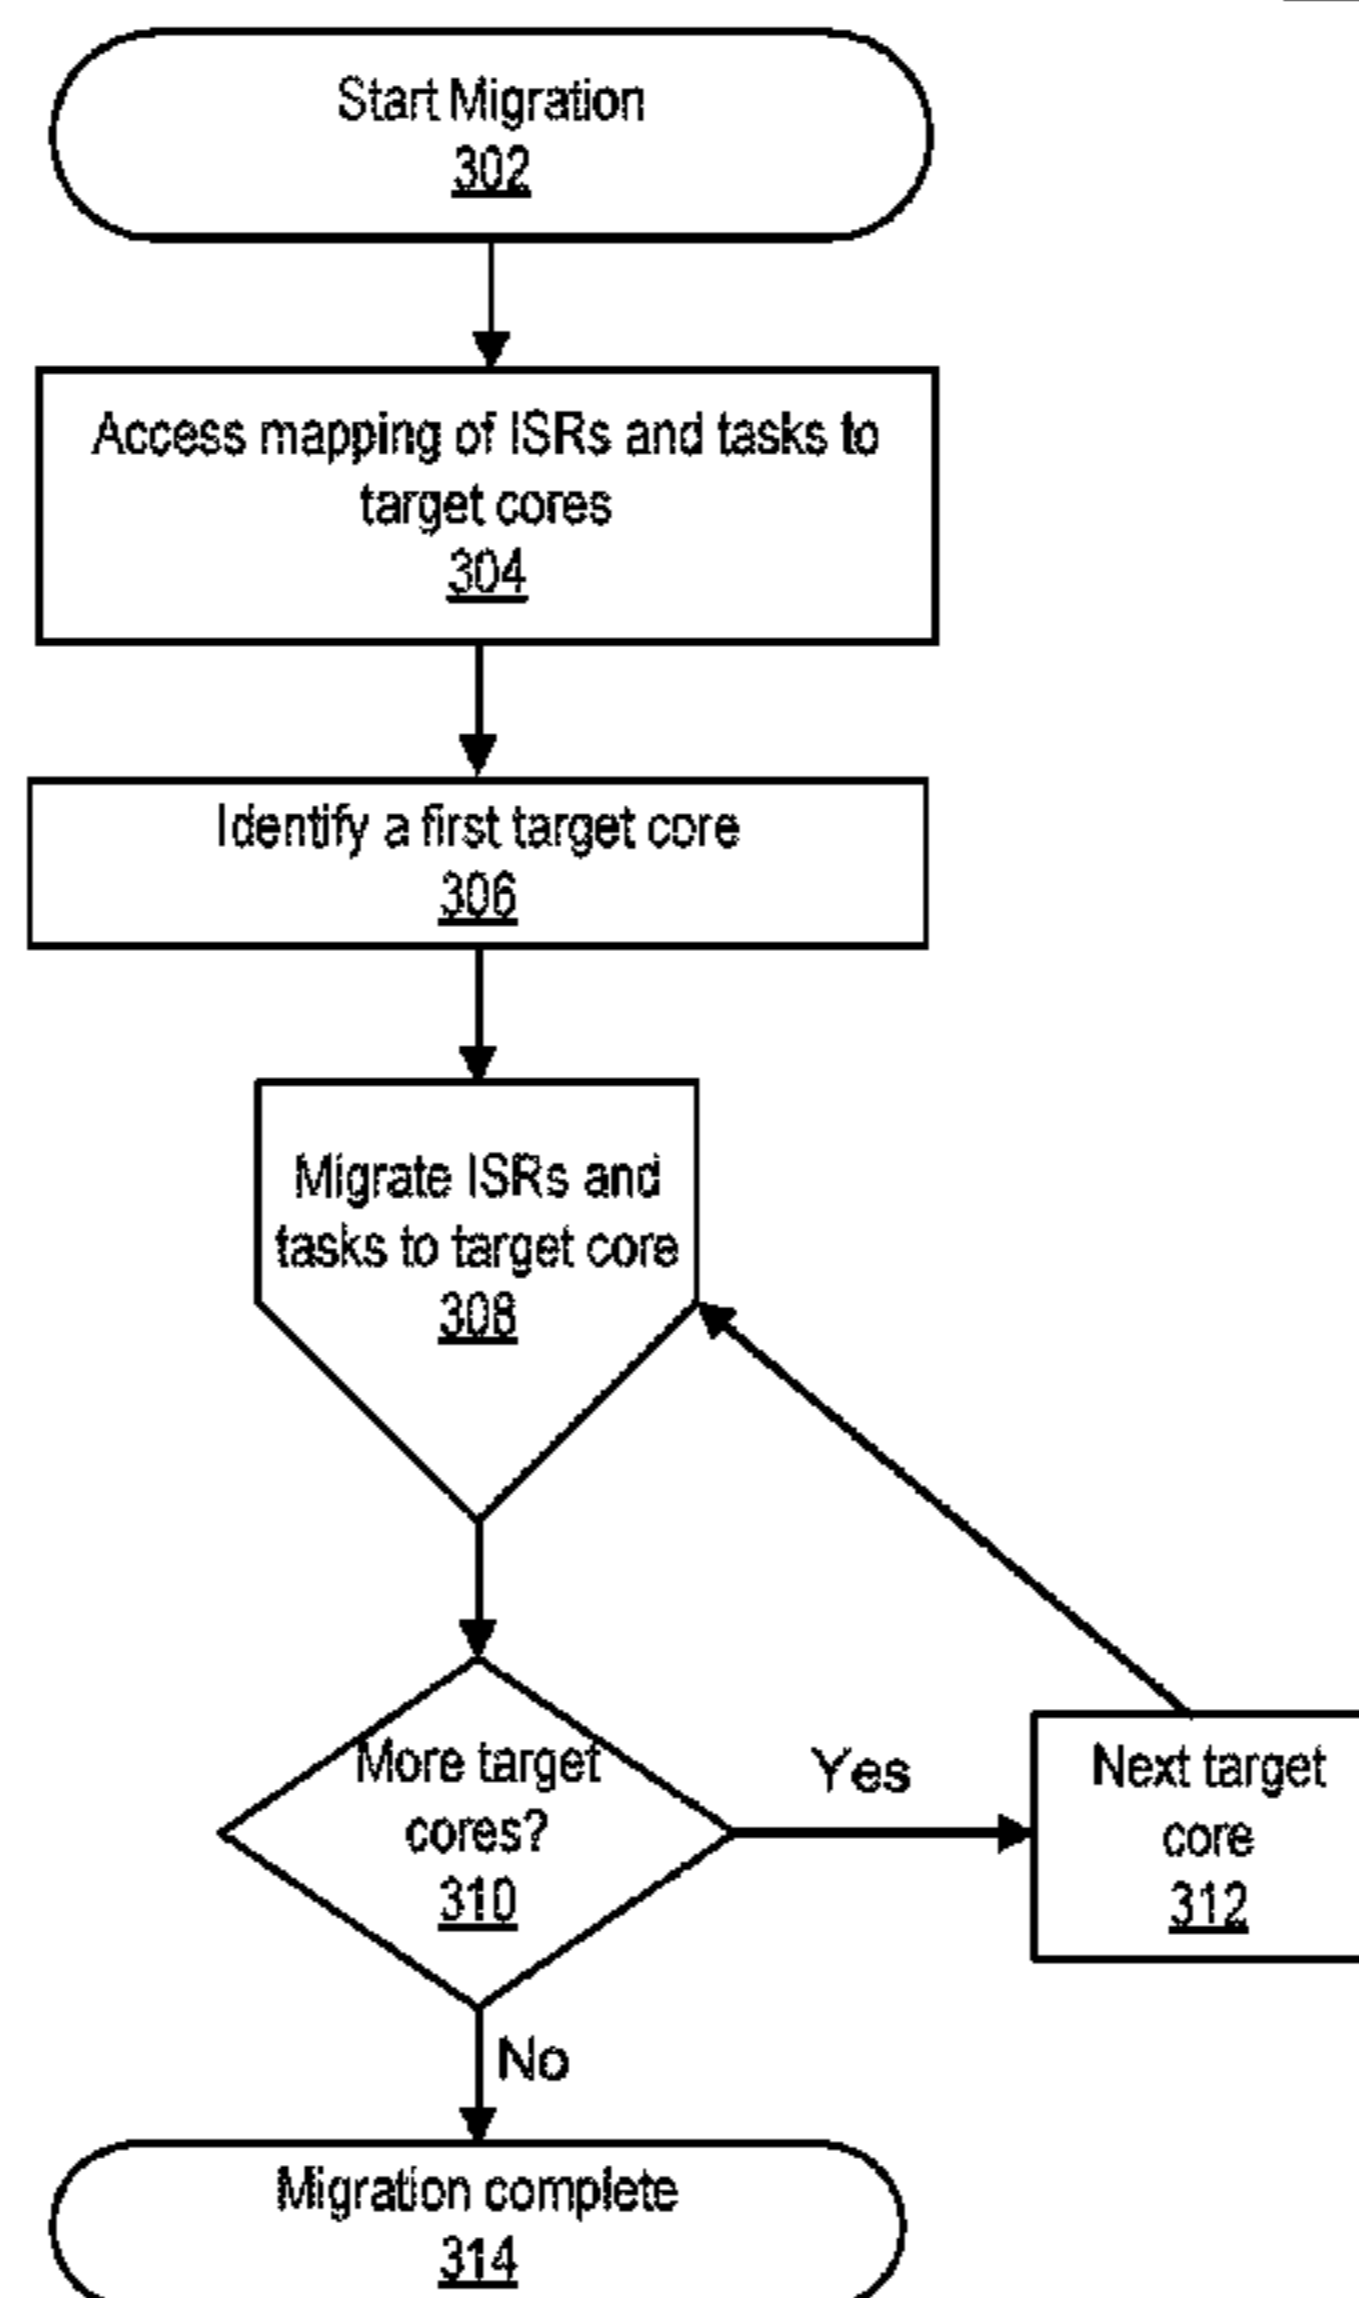 Start Migration
302
Access mapping of ISRs and tasks to
target cores
304
Identify a first target core
306
Migrate ISRs and
tasks to target core
308
More target
cores?
310
Yes
Next target
core
312
No
Migration complete
314